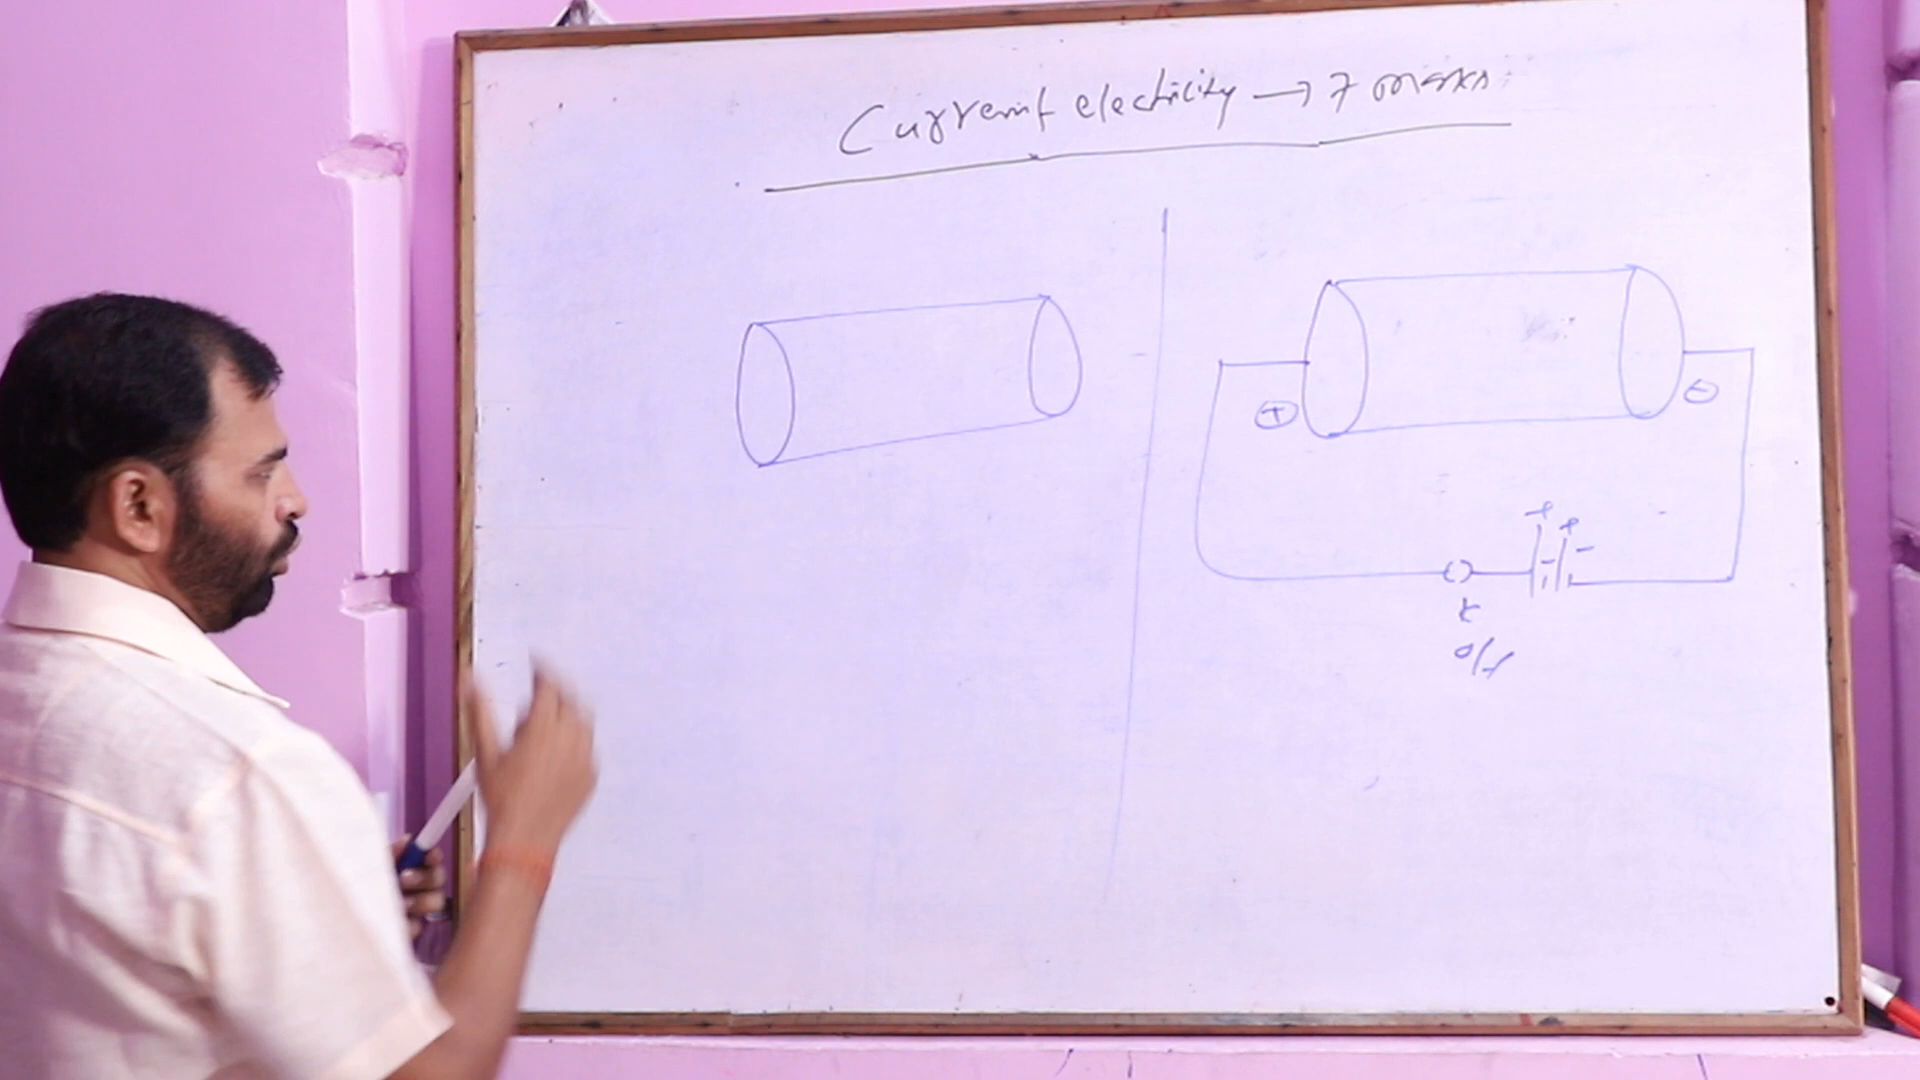 Current electricity → 7 marks
+ -
+ + -
-
K